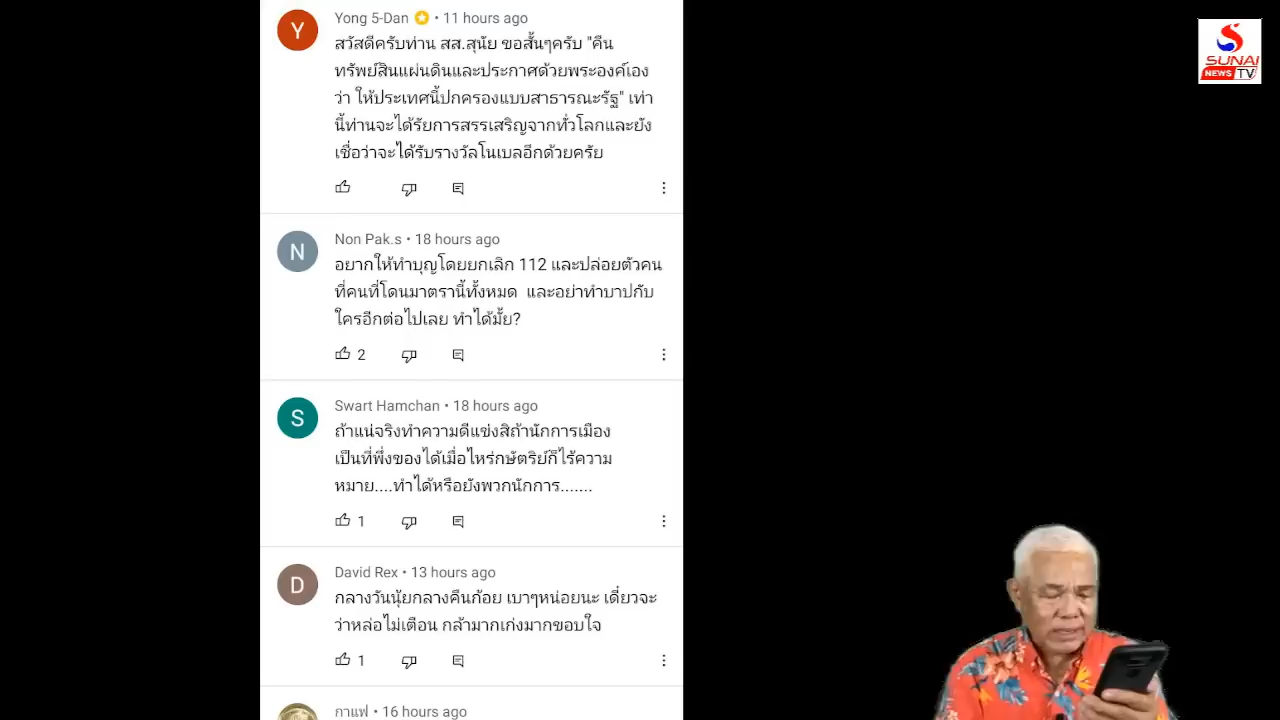 Yong 5-Dan • 11 hours ago
สวัสดีครับท่าน สส.สุนัย ขอสั้นๆครับ "คืน
ทรัพย์สินแผ่นดินและประกาศด้วยพระองค์เอง
ว่า ให้ประเทศนี้ปกครองแบบสาธารณะรัฐ" เท่า
นี้ท่านจะได้รัยการสรรเสริญจากทั่วโลกและยัง
เชื่อว่าจะได้รับรางวัลโนเบลอีกด้วยครัย
Non Pak.s • 18 hours ago
อยากให้ทำบุญโดยยกเลิก 112 และปล่อยตัวคน
ที่คนที่โดนมาตรานี้ทั้งหมด และอย่าทำบาปกับ
ใครอีกต่อไปเลย ทำได้มั้ย?
2
Swart Hamchan • 18 hours ago
ถ้าแน่จริงทำความดีแข่งสิถ้านักการเมือง
เป็นที่พึ่งของได้เมื่อไหร่กษัตริย์ก็ไร้ความ
หมาย....ทำได้หรือยังพวกนักการ.......
1
David Rex • 13 hours ago
กลางวันนุ้ยกลางคืนก้อย เบาๆหน่อยนะ เดี่ยวจะ
ว่าหล่อไม่เตือน กล้ามากเก่งมากขอบใจ
1
กาแฟ • 16 hours ago
Y
N
S
D
SUNAI
NEWS TV